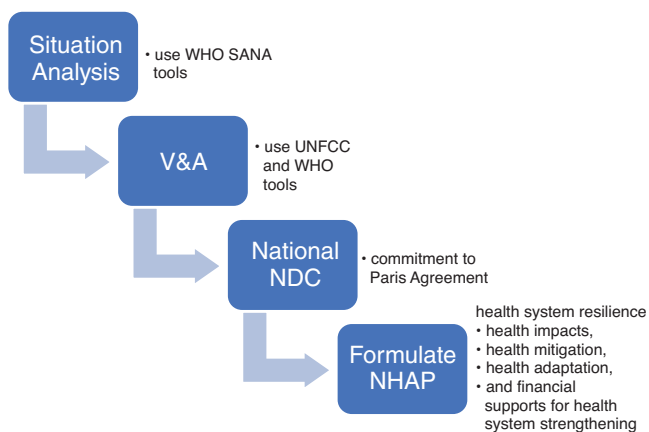 Situation
Analysis
• use WHO SANA
tools
V&A
• use UNFCC
and WHO
tools
National
NDC
• commitment to
Paris Agreement
Formulate
NHAP
health system resilience
• health impacts,
• health mitigation,
• health adaptation,
• and financial
supports for health
system strengthening